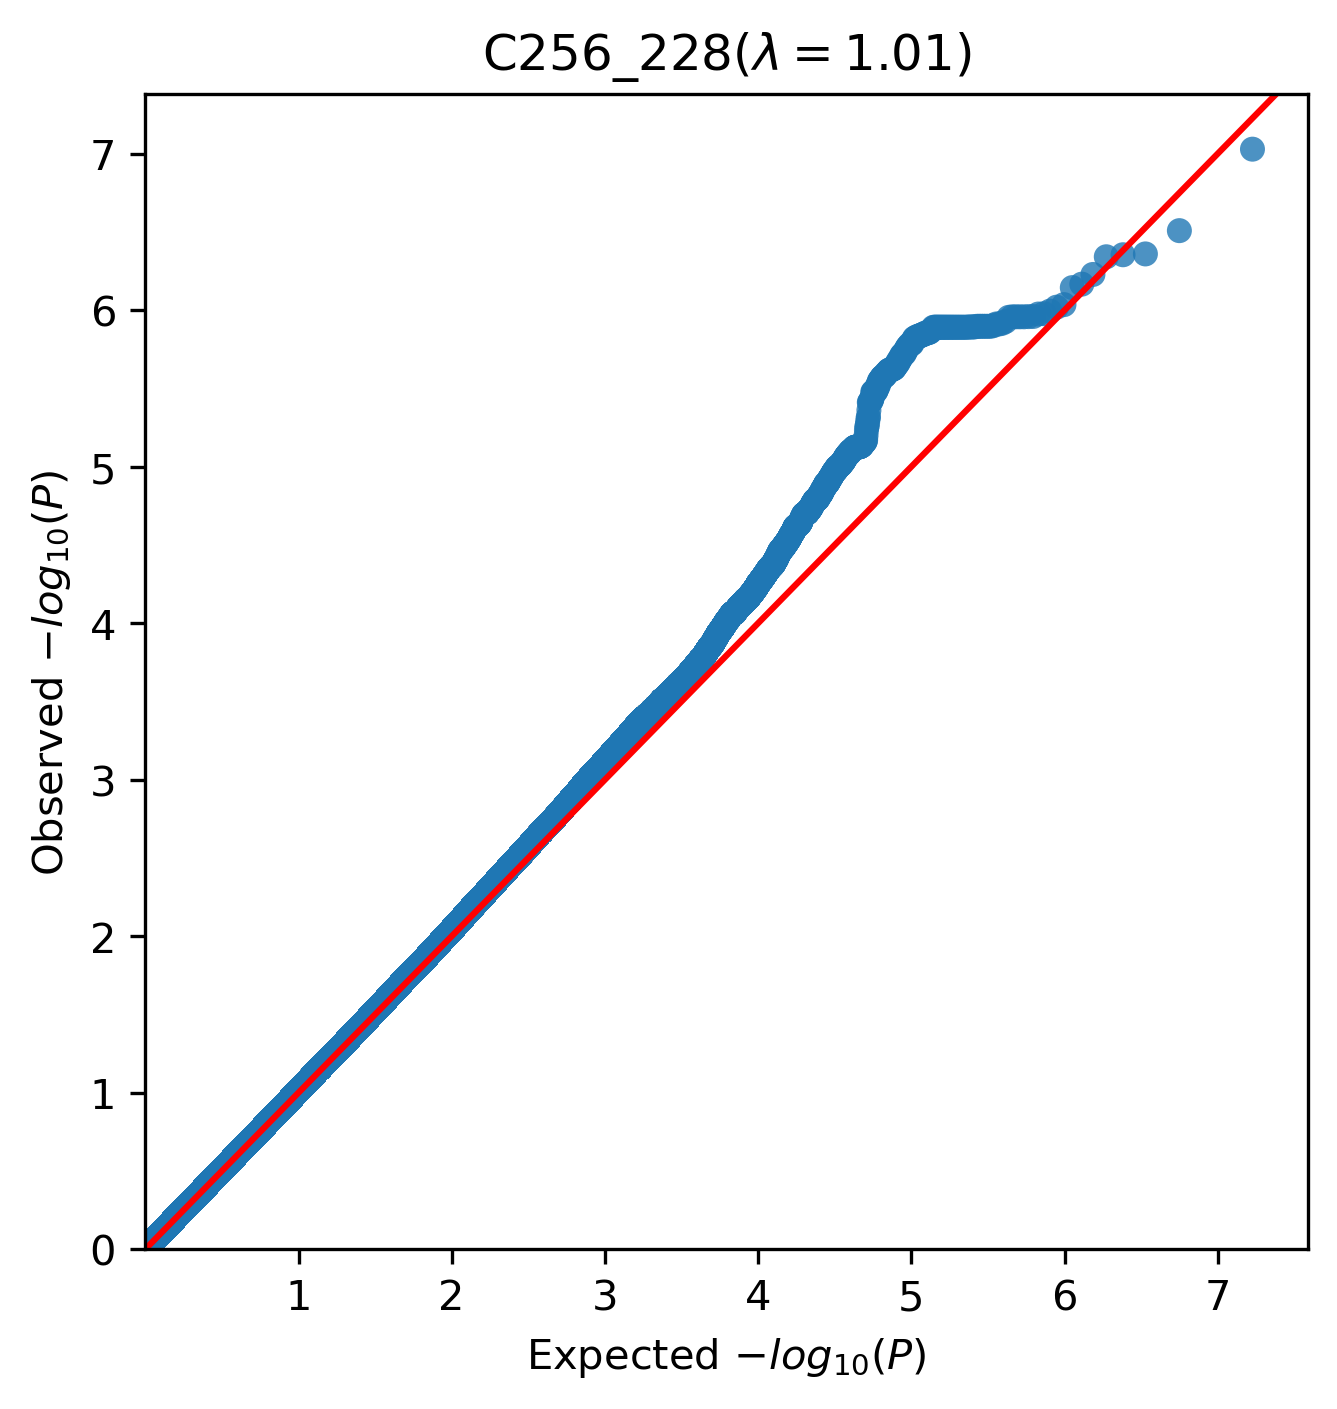 C256_228(λ = 1.01)
Observed −log₁₀(P)
7
6
5
4
3
2
1
0
1 2 3 4 5 6 7
Expected −log₁₀(P)